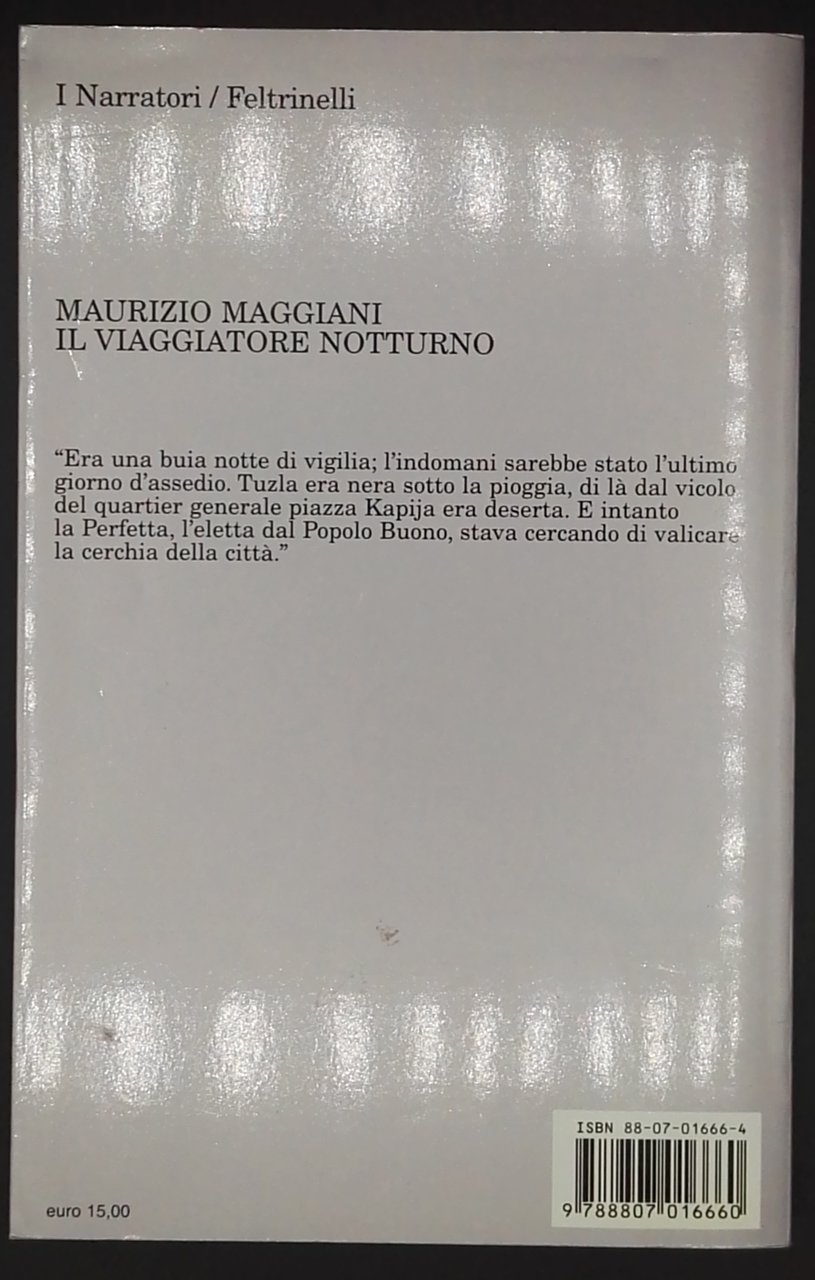 I Narratori / Feltrinelli
MAURIZIO MAGGIANI
IL VIAGGIATORE NOTTURNO
“Era una buia notte di vigilia; l’indomani sarebbe stato l’ultimo
giorno d’assedio. Tuzla era nera sotto la pioggia, di là dal vicolo
del quartier generale piazza Kapija era deserta. E intanto
la Perfetta, l’eletta dal Popolo Buono, stava cercando di valicare
la cerchia della città.”
ISBN 88-07-01666-4
9 788807 016660
euro 15,00